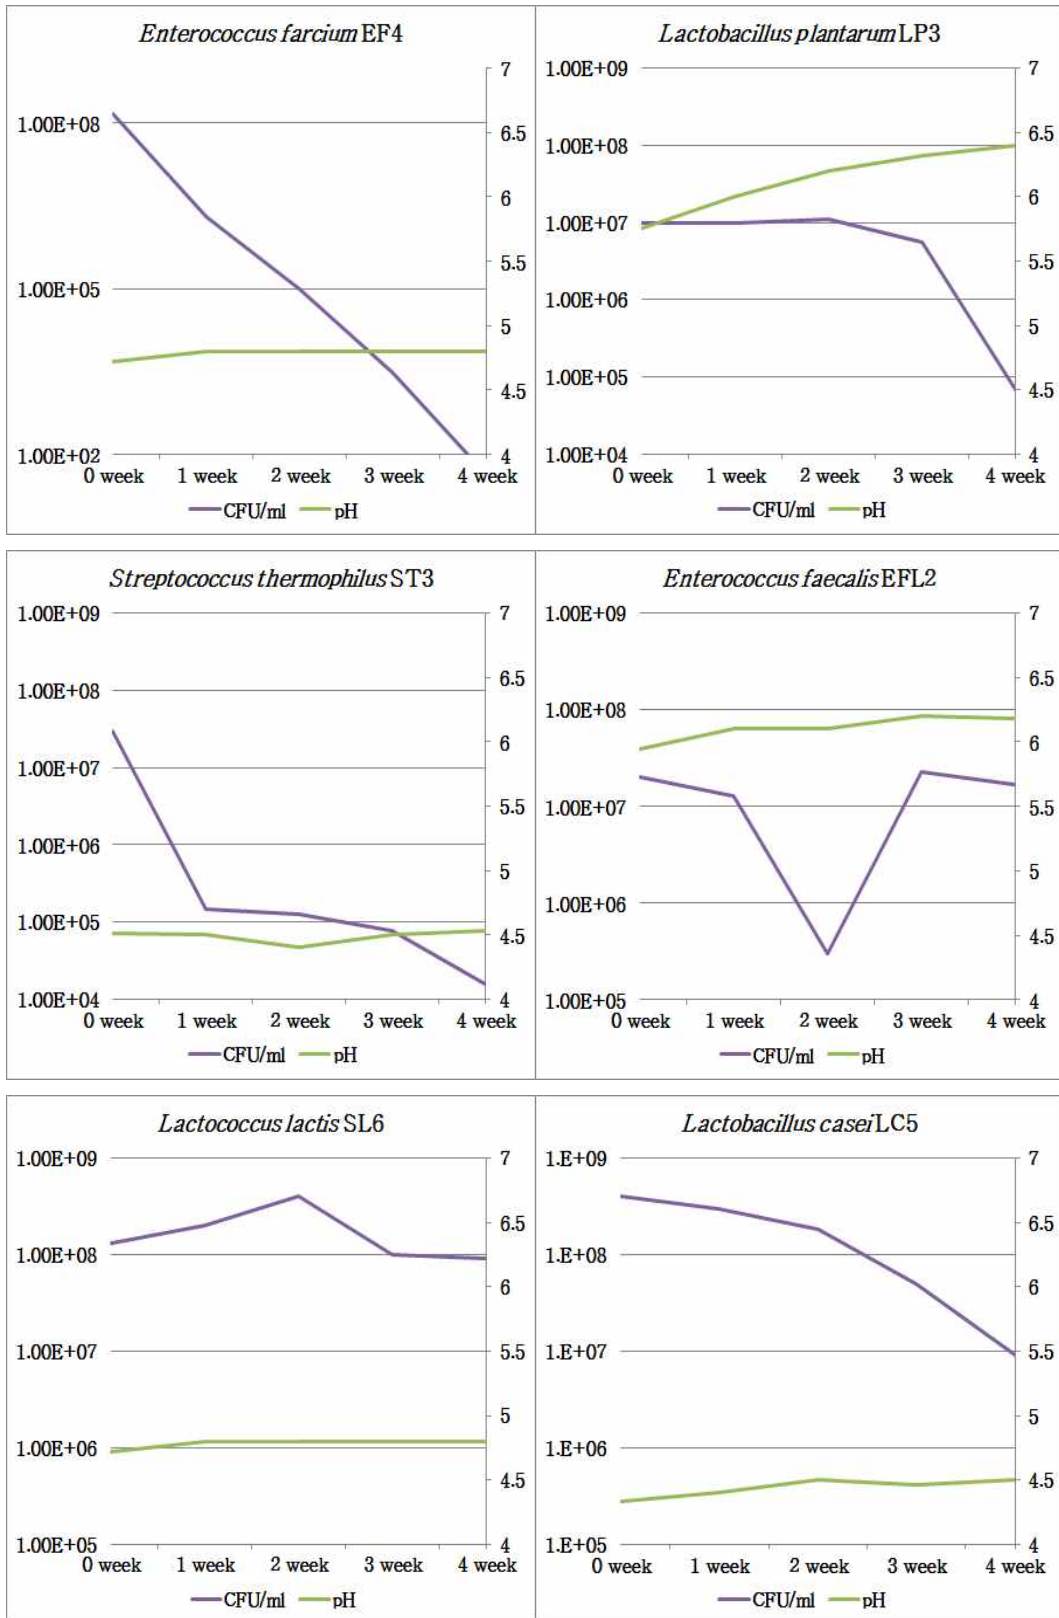 Enterococcus farcium EF4
7
6.5
6
5.5
5
4.5
4
1.00E+08
1.00E+05
1.00E+02
0 week 1 week 2 week 3 week 4 week
CFU/ml pH
Lactobacillus plantarum LP3
1.00E+09
1.00E+08
1.00E+07
1.00E+06
1.00E+05
1.00E+04
7
6.5
6
5.5
5
4.5
4
0 week 1 week 2 week 3 week 4 week
CFU/ml pH
Streptococcus thermophilus ST3
1.00E+09
1.00E+08
1.00E+07
1.00E+06
1.00E+05
1.00E+04
7
6.5
6
5.5
5
4.5
4
0 week 1 week 2 week 3 week 4 week
CFU/ml pH
Enterococcus faecalis EFL2
1.00E+09
1.00E+08
1.00E+07
1.00E+06
1.00E+05
7
6.5
6
5.5
5
4.5
4
0 week 1 week 2 week 3 week 4 week
CFU/ml pH
Lactococcus lactis SL6
1.00E+09
1.00E+08
1.00E+07
1.00E+06
1.00E+05
7
6.5
6
5.5
5
4.5
4
0 week 1 week 2 week 3 week 4 week
CFU/ml pH
Lactobacillus casei LC5
1.E+09
1.E+08
1.E+07
1.E+06
1.E+05
7
6.5
6
5.5
5
4.5
4
0 week 1 week 2 week 3 week 4 week
CFU/ml pH